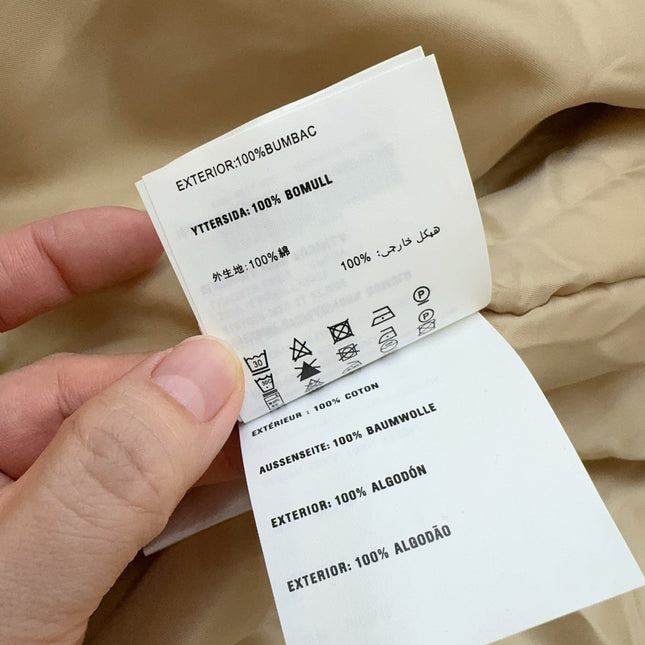 EXTERIOR:100%BUMBAC
YTTERSIDA: 100% BOMULL
外生地:100%綿
هيكل خارجي: 100%
30
P
P
EXTÉRIEUR : 100% COTON
AUSSENSEITE: 100% BAUMWOLLE
EXTERIOR: 100% ALGODÓN
EXTERIOR: 100% ALGODÃO